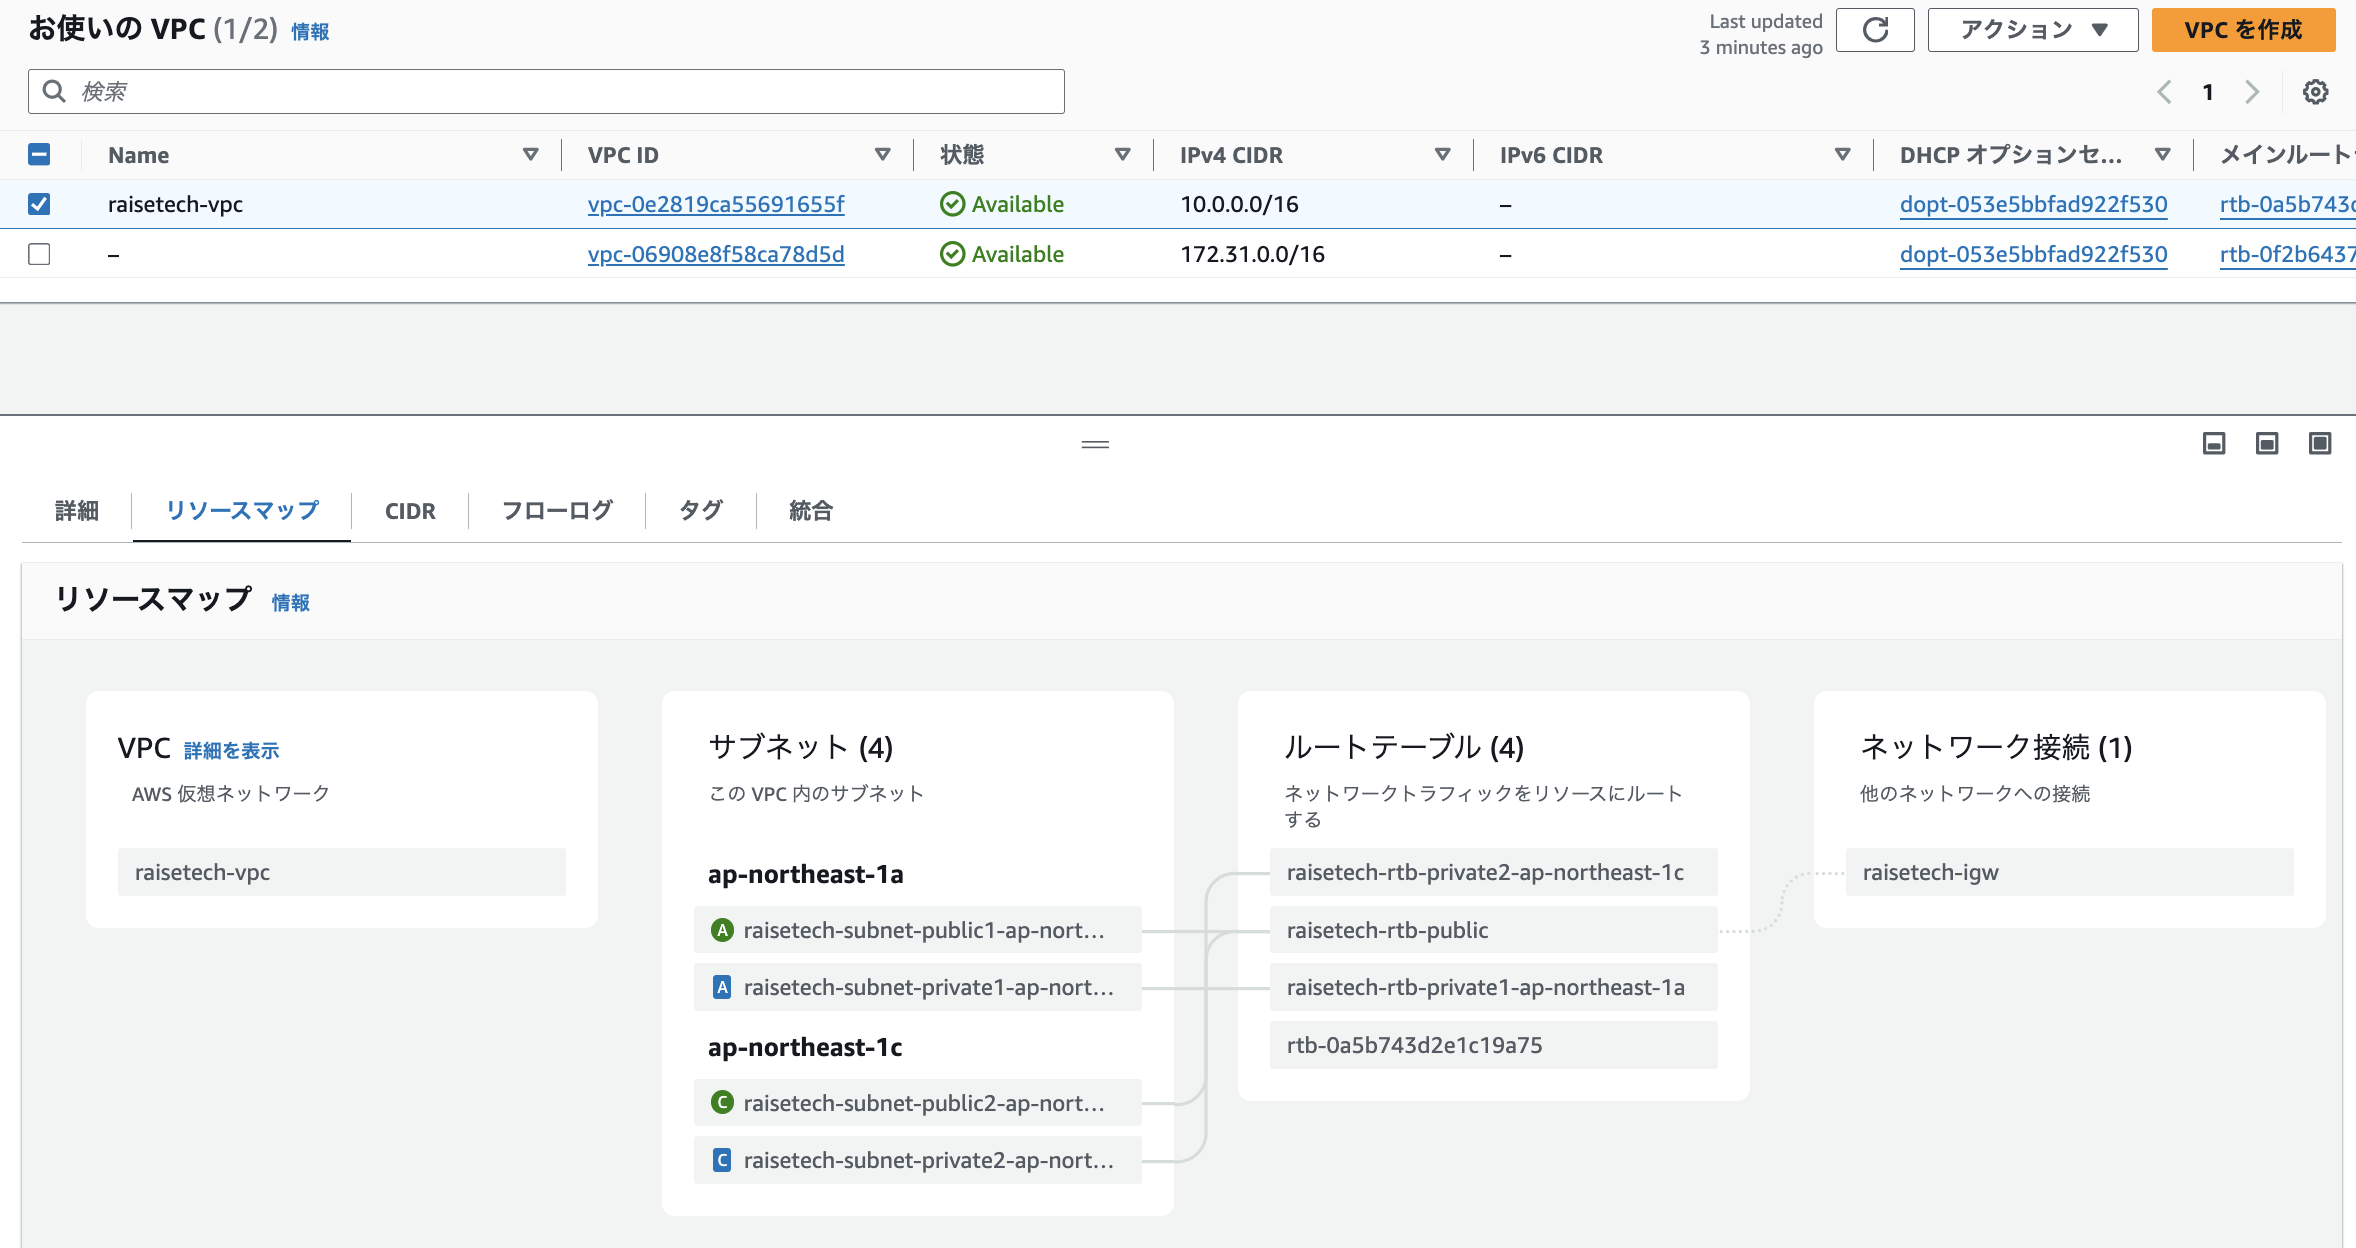 お使いの VPC (1/2) 情報
Last updated
3 minutes ago
アクション
VPC を作成
検索
1
Name VPC ID 状態 IPv4 CIDR IPv6 CIDR DHCP オプションセ... メインルート
raisetech-vpc vpc-0e2819ca55691655f Available 10.0.0.0/16 – dopt-053e5bbfad922f530 rtb-0a5b743
– vpc-06908e8f58ca78d5d Available 172.31.0.0/16 – dopt-053e5bbfad922f530 rtb-0f2b6437
詳細 リソースマップ CIDR フローログ タグ 統合
リソースマップ 情報
VPC 詳細を表示
AWS 仮想ネットワーク
raisetech-vpc
サブネット (4)
この VPC 内のサブネット
ap-northeast-1a
A raisetech-subnet-public1-ap-nort...
A raisetech-subnet-private1-ap-nort...
ap-northeast-1c
C raisetech-subnet-public2-ap-nort...
C raisetech-subnet-private2-ap-nort...
ルートテーブル (4)
ネットワークトラフィックをリソースにルート
する
raisetech-rtb-private2-ap-northeast-1c
raisetech-rtb-public
raisetech-rtb-private1-ap-northeast-1a
rtb-0a5b743d2e1c19a75
ネットワーク接続 (1)
他のネットワークへの接続
raisetech-igw